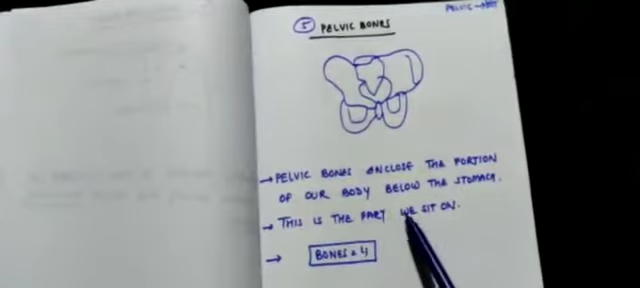 PELVIC →
⑤ PELVIC BONES
→ PELVIC BONES ENCLOSE THE PORTION
OF OUR BODY BELOW THE STOMACH.
→ THIS IS THE PART WE SIT ON.
→ BONES = 4